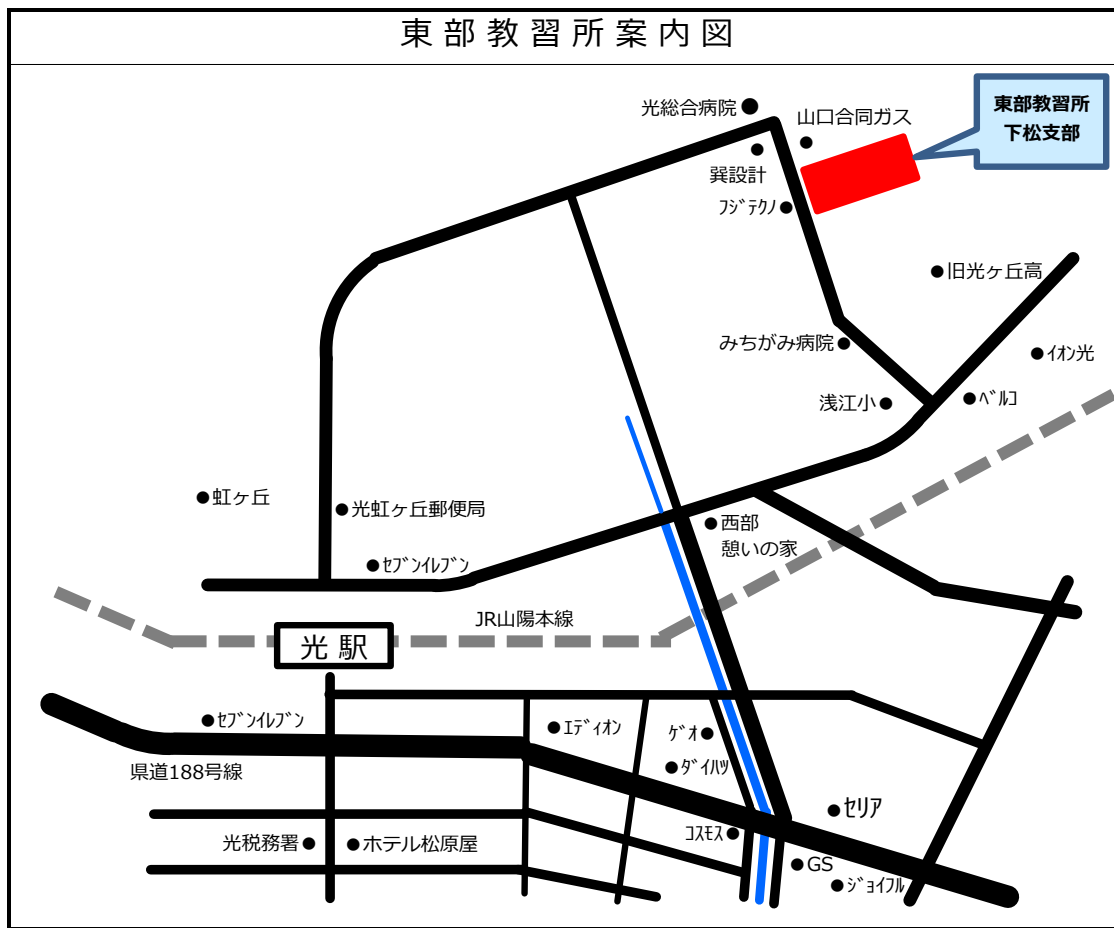 東部教習所案内図
東部教習所
下松支部
光総合病院
山口合同ガス
巽設計
ﾌｼﾞﾃｸﾉ
旧光ヶ丘高
みちがみ病院
ｲｵﾝ光
浅江小
ﾍﾞﾙｺ
虹ヶ丘
光虹ヶ丘郵便局
西部
憩いの家
ｾﾌﾞﾝｲﾚﾌﾞﾝ
JR山陽本線
光駅
ｾﾌﾞﾝｲﾚﾌﾞﾝ
ｴﾃﾞｨｵﾝ
ｹﾞｵ
県道188号線
ﾀﾞｲﾊﾂ
ｾﾘｱ
ｺｽﾓｽ
光税務署
ホテル松原屋
GS
ｼﾞｮｲﾌﾙ